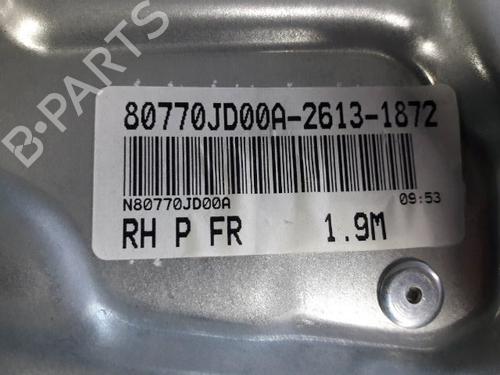 80770JD00A-2613-1872
N80770JD00A 09:53
RH P FR 1.9M
B-PARTS